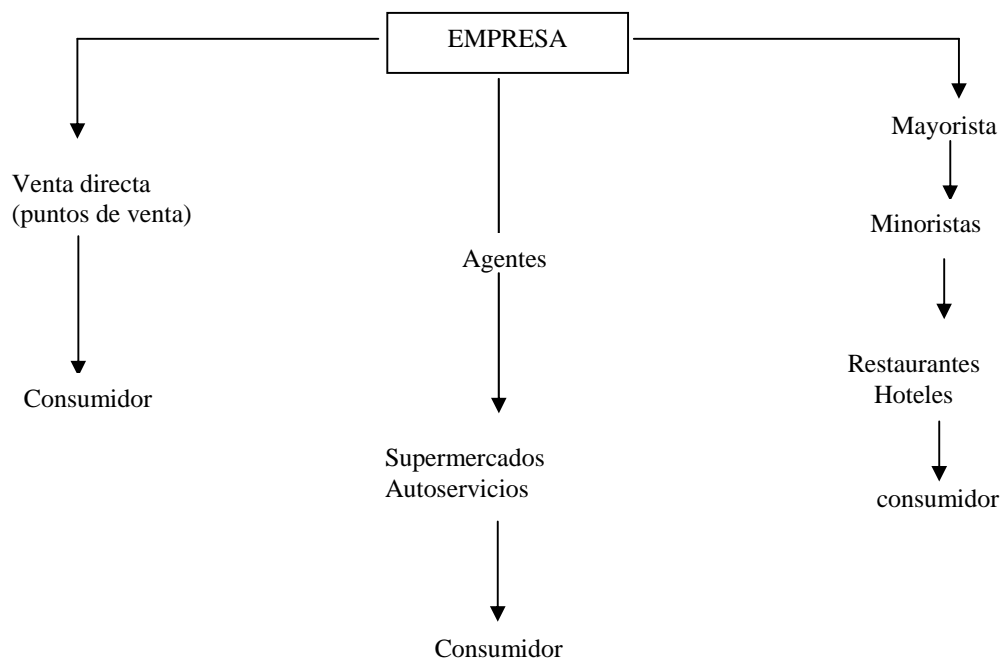 EMPRESA
Venta directa
(puntos de venta)
Consumidor
Agentes
Supermercados
Autoservicios
Consumidor
Mayorista
Minoristas
Restaurantes
Hoteles
consumidor